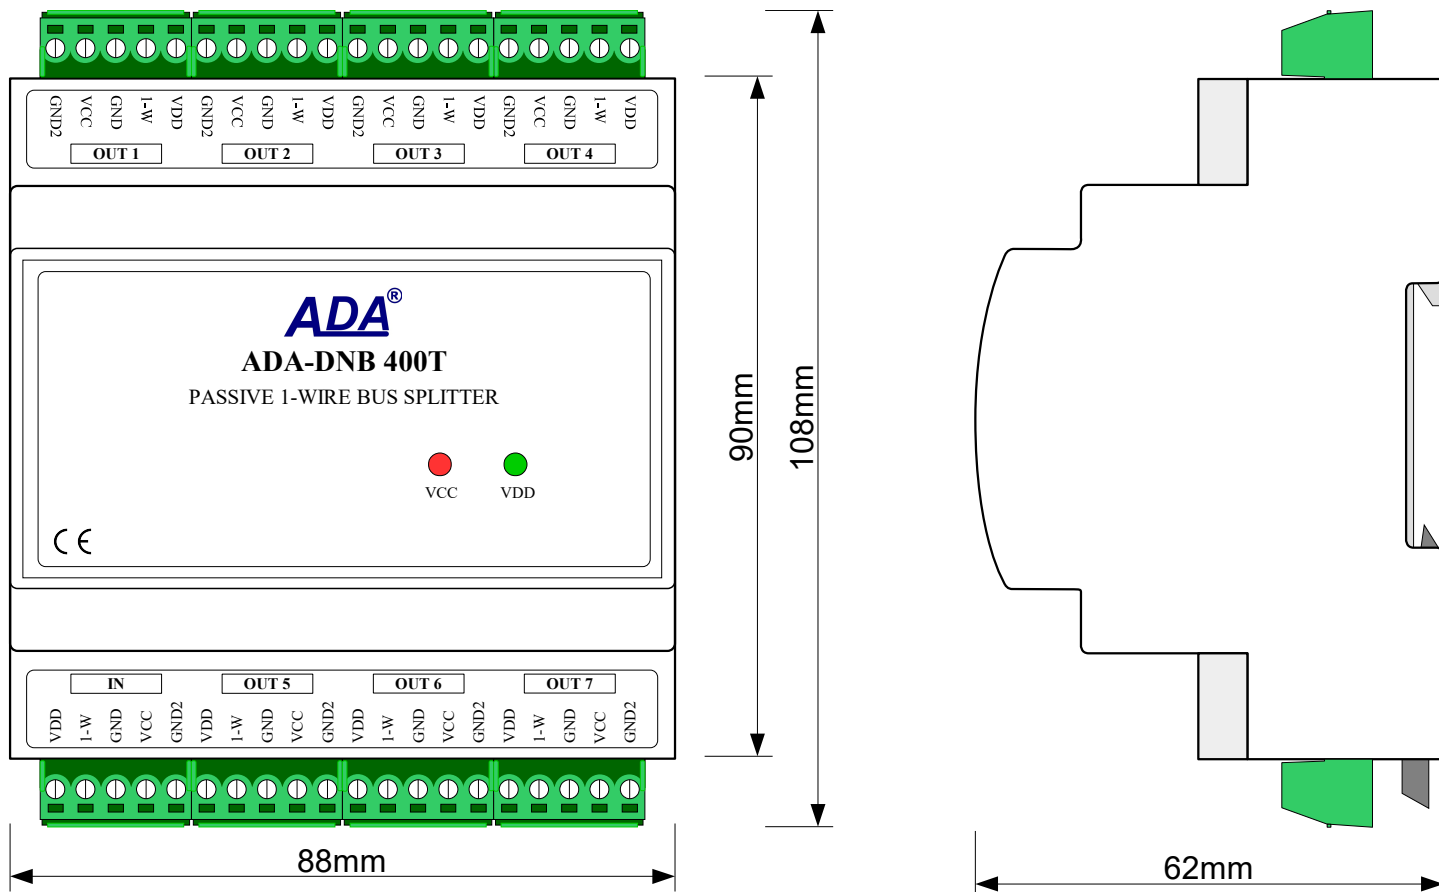 GND2 VCC GND 1-W VDD GND2 VCC GND 1-W VDD GND2 VCC GND 1-W VDD GND2 VCC GND 1-W VDD
OUT 1 OUT 2 OUT 3 OUT 4
ADA®
ADA-DNB 400T
PASSIVE 1-WIRE BUS SPLITTER
VCC VDD
CE
IN OUT 5 OUT 6 OUT 7
VDD 1-W GND VCC GND2 VDD 1-W GND VCC GND2 VDD 1-W GND VCC GND2 VDD 1-W GND VCC GND2
90mm
108mm
88mm
62mm